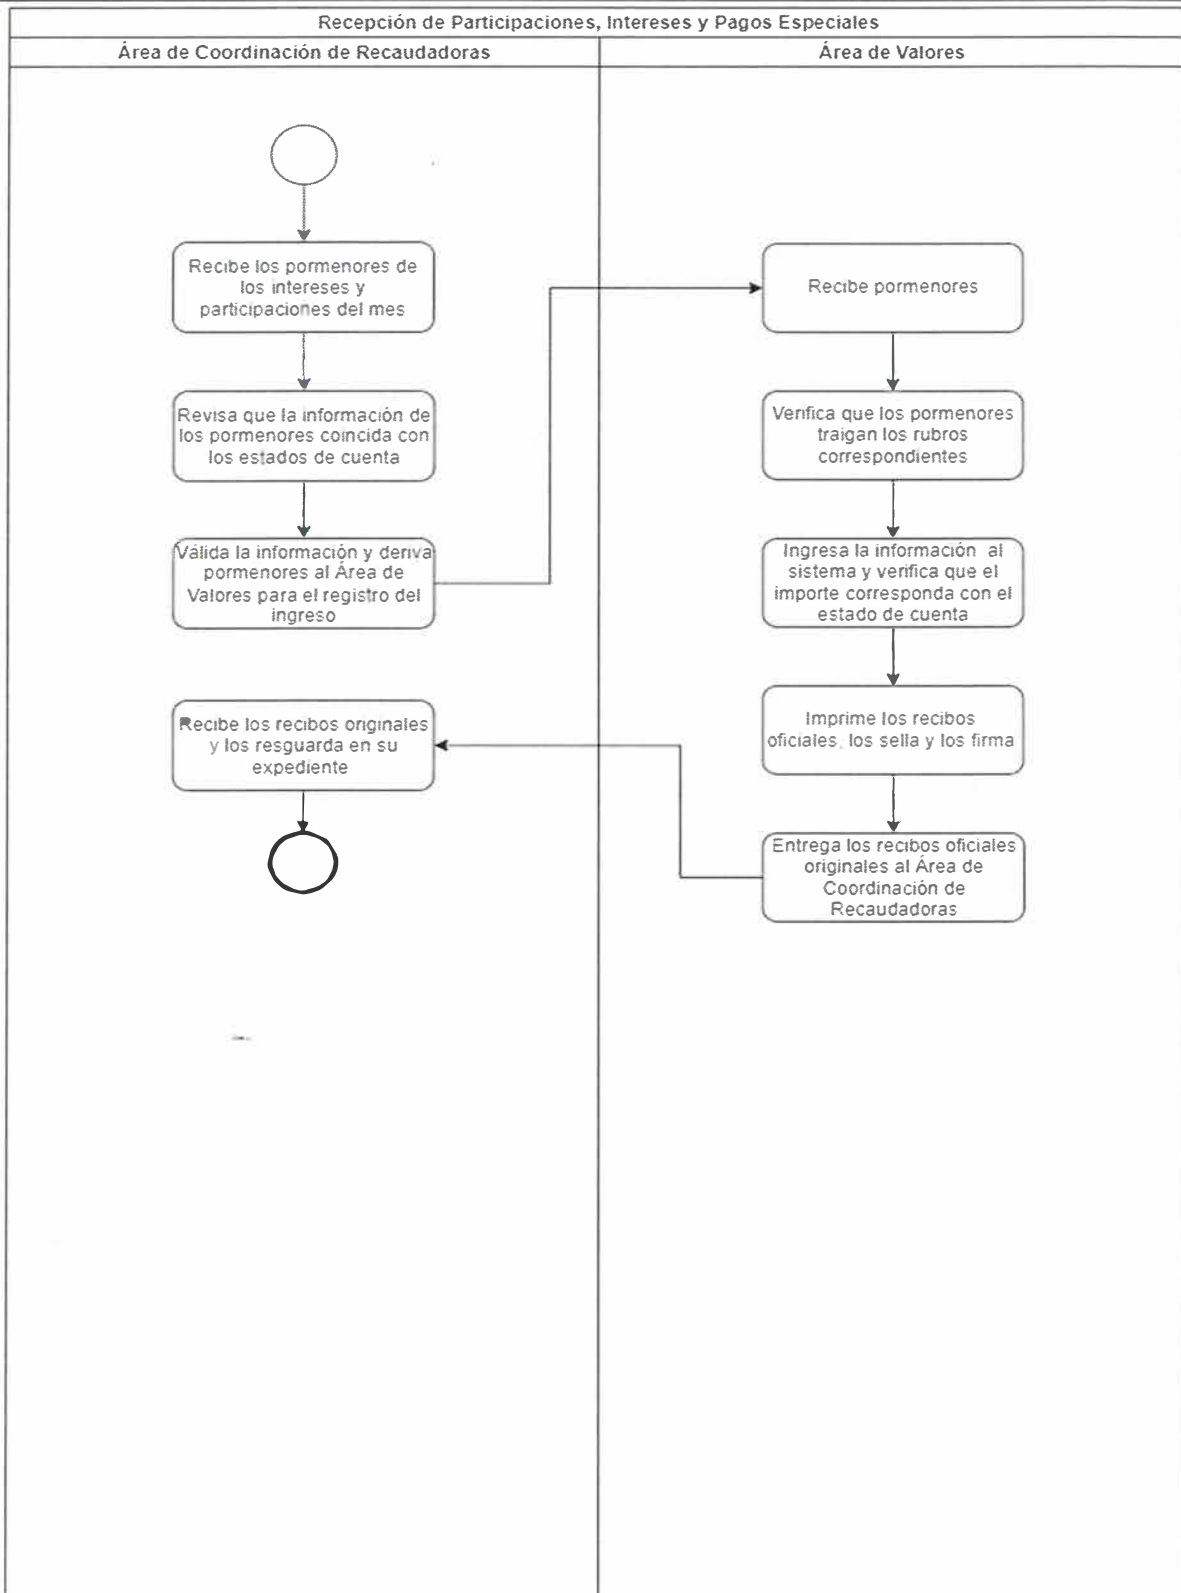 Recepción de Participaciones, Intereses y Pagos Especiales
Área de Coordinación de Recaudadoras
Área de Valores
Recibe los pormenores de
los intereses y
participaciones del mes
Revisa que la información de
los pormenores coincida con
los estados de cuenta
Válida la información y deriva
pormenores al Área de
Valores para el registro del
ingreso
Recibe los recibos originales
y los resguarda en su
expediente
Recibe pormenores
Verifica que los pormenores
traigan los rubros
correspondientes
Ingresa la información al
sistema y verifica que el
importe corresponda con el
estado de cuenta
Imprime los recibos
oficiales, los sella y los firma
Entrega los recibos oficiales
originales al Área de
Coordinación de
Recaudadoras